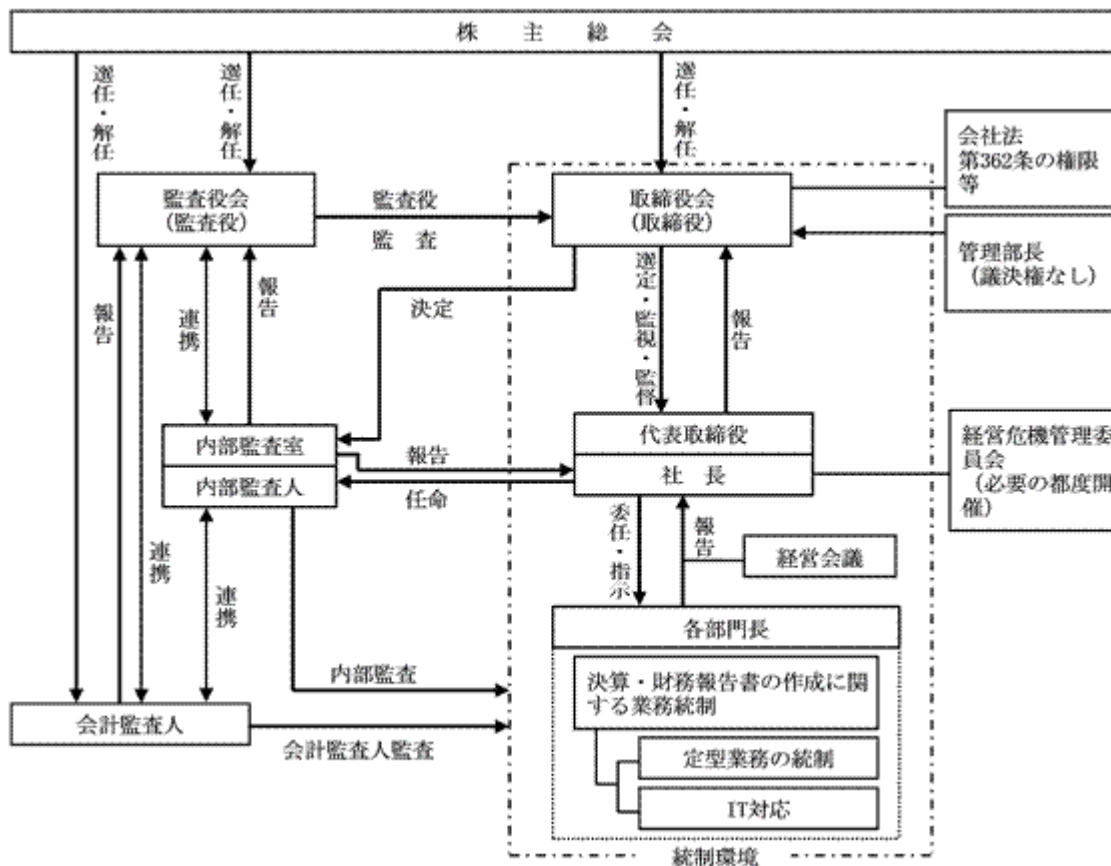 株主総会
選任・解任
選任・解任
選任・解任
会社法
第362条の権限
等
監査役会
(監査役)
監査役
監査
取締役会
(取締役)
管理部長
(議決権なし)
報告
連携
報告
決定
選定・監視・監督
報告
内部監査室
内部監査人
報告
任命
代表取締役
社長
経営危機管理委
員会
(必要の都度開
催)
連携
連携
委任・指示
報告
経営会議
各部門長
内部監査
決算・財務報告書の作成に関
する業務統制
会計監査人
会計監査人監査
定型業務の統制
IT対応
統制環境